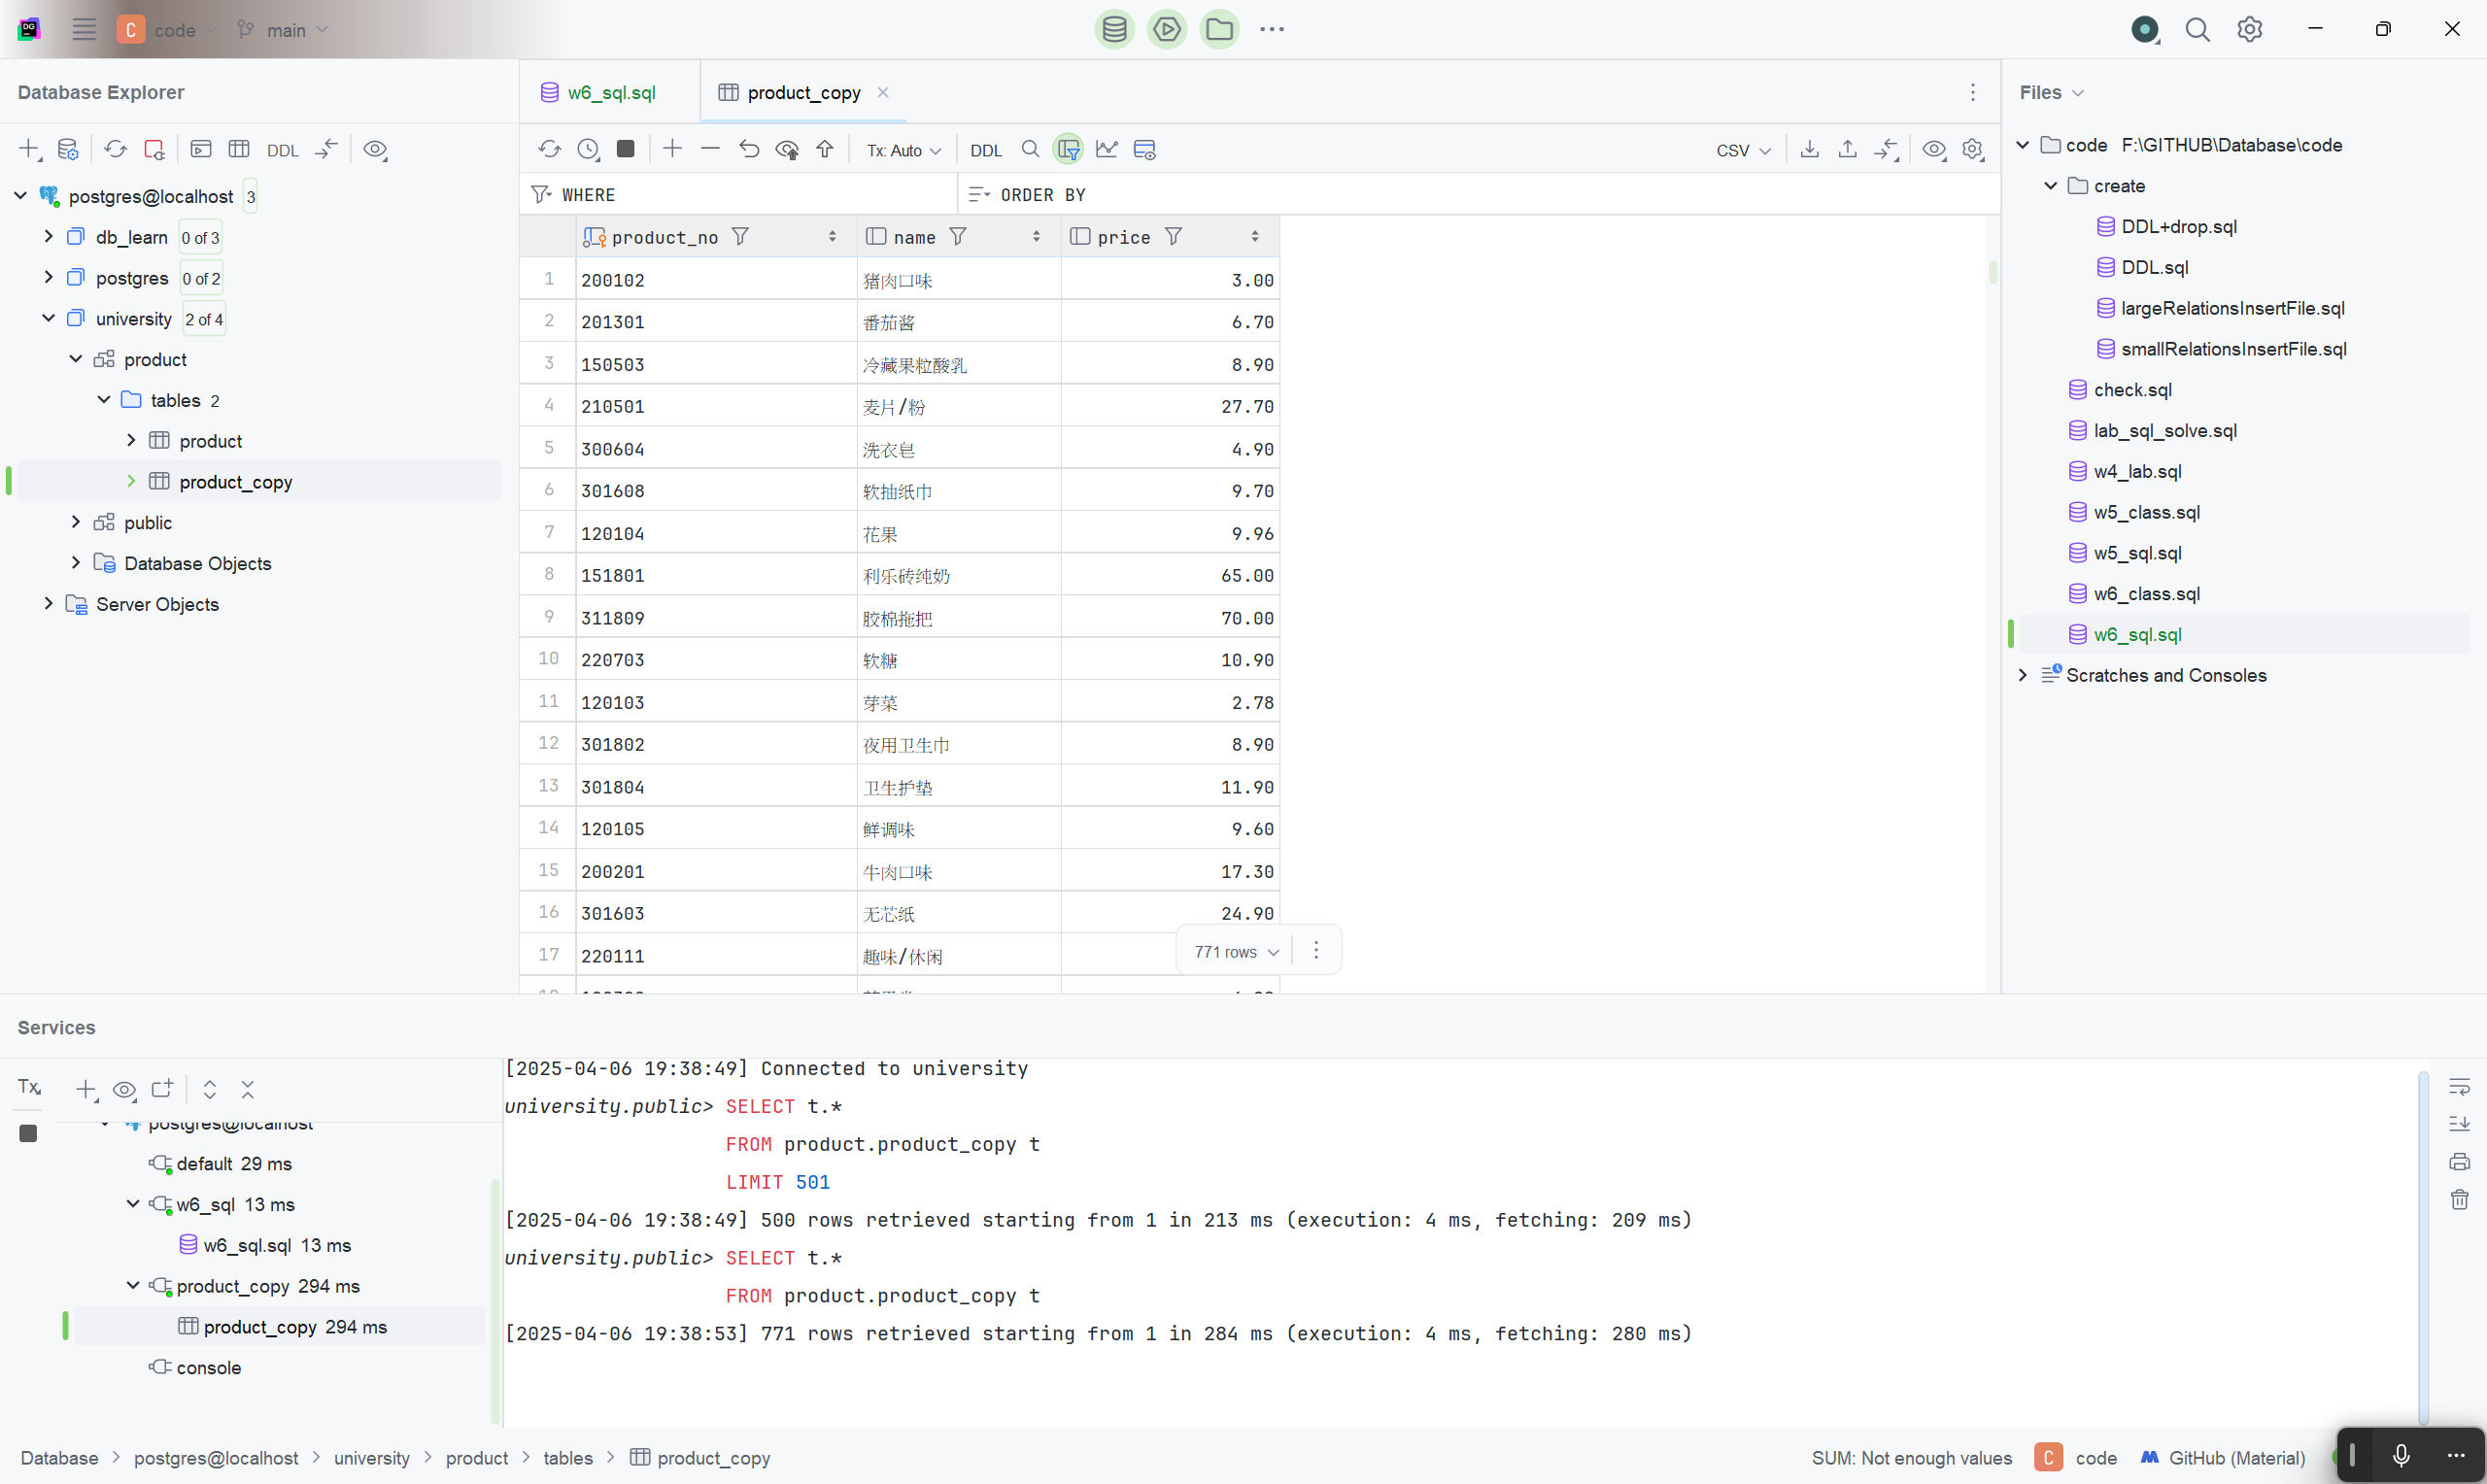 C code main
Database Explorer
w6_sql.sql
product_copy
Files
DDL
Tx: Auto
DDL
CSV
WHERE
ORDER BY
postgres@localhost 3
db_learn 0 of 3
postgres 0 of 2
university 2 of 4
product
tables 2
product
product_copy
public
Database Objects
Server Objects
product_no name price
1 200102 猪肉口味 3.00
2 201301 番茄酱 6.70
3 150503 冷藏果粒酸乳 8.90
4 210501 麦片/粉 27.70
5 300604 洗衣皂 4.90
6 301608 软抽纸巾 9.70
7 120104 花果 9.96
8 151801 利乐砖纯奶 65.00
9 311809 胶棉拖把 70.00
10 220703 软糖 10.90
11 120103 芽菜 2.78
12 301802 夜用卫生巾 8.90
13 301804 卫生护垫 11.90
14 120105 鲜调味 9.60
15 200201 牛肉口味 17.30
16 301603 无芯纸 24.90
17 220111 趣味/休闲
771 rows
code F:\GITHUB\Database\code
create
DDL+drop.sql
DDL.sql
largeRelationsInsertFile.sql
smallRelationsInsertFile.sql
check.sql
lab_sql_solve.sql
w4_lab.sql
w5_class.sql
w5_sql.sql
w6_class.sql
w6_sql.sql
Scratches and Consoles
Services
Tx
postgres@localhost
default 29 ms
w6_sql 13 ms
w6_sql.sql 13 ms
product_copy 294 ms
product_copy 294 ms
console
[2025-04-06 19:38:49] Connected to university
university.public> SELECT t.*
FROM product.product_copy t
LIMIT 501
[2025-04-06 19:38:49] 500 rows retrieved starting from 1 in 213 ms (execution: 4 ms, fetching: 209 ms)
university.public> SELECT t.*
FROM product.product_copy t
[2025-04-06 19:38:53] 771 rows retrieved starting from 1 in 284 ms (execution: 4 ms, fetching: 280 ms)
Database > postgres@localhost > university > product > tables > product_copy
SUM: Not enough values
C code
GitHub (Material)